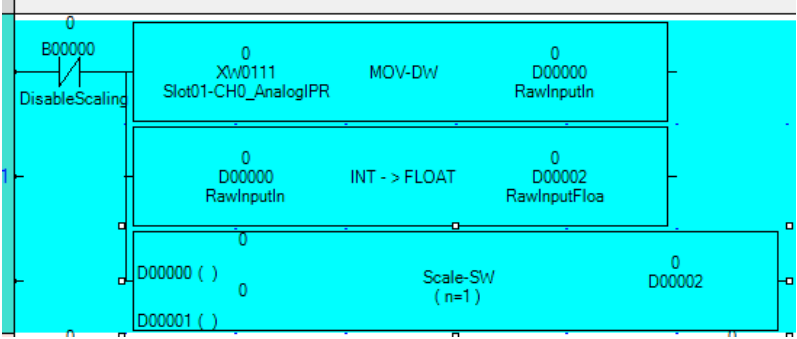 0
B00000
DisableScaling
0
XW0111
Slot01-CH0_AnalogIPR
MOV-DW
0
D00000
RawInputIn
1
0
D00000
RawInputIn
INT - > FLOAT
0
D00002
RawInputFloa
0
D00000 ( )
0
D00001 ( )
Scale-SW
( n=1 )
0
D00002